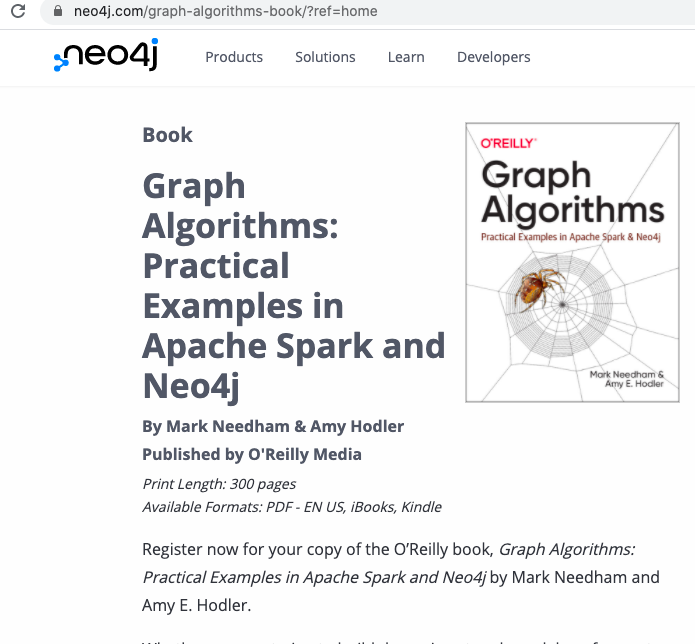 neo4j.com/graph-algorithms-book/?ref=home
neo4j
Products Solutions Learn Developers
Book
Graph
Algorithms:
Practical
Examples in
Apache Spark and
Neo4j
By Mark Needham & Amy Hodler
Published by O'Reilly Media
Print Length: 300 pages
Available Formats: PDF - EN US, iBooks, Kindle
Register now for your copy of the O’Reilly book, Graph Algorithms:
Practical Examples in Apache Spark and Neo4j by Mark Needham and
Amy E. Hodler.
O'REILLY
Graph
Algorithms
Practical Examples in Apache Spark & Neo4j
Mark Needham &
Amy E. Hodler